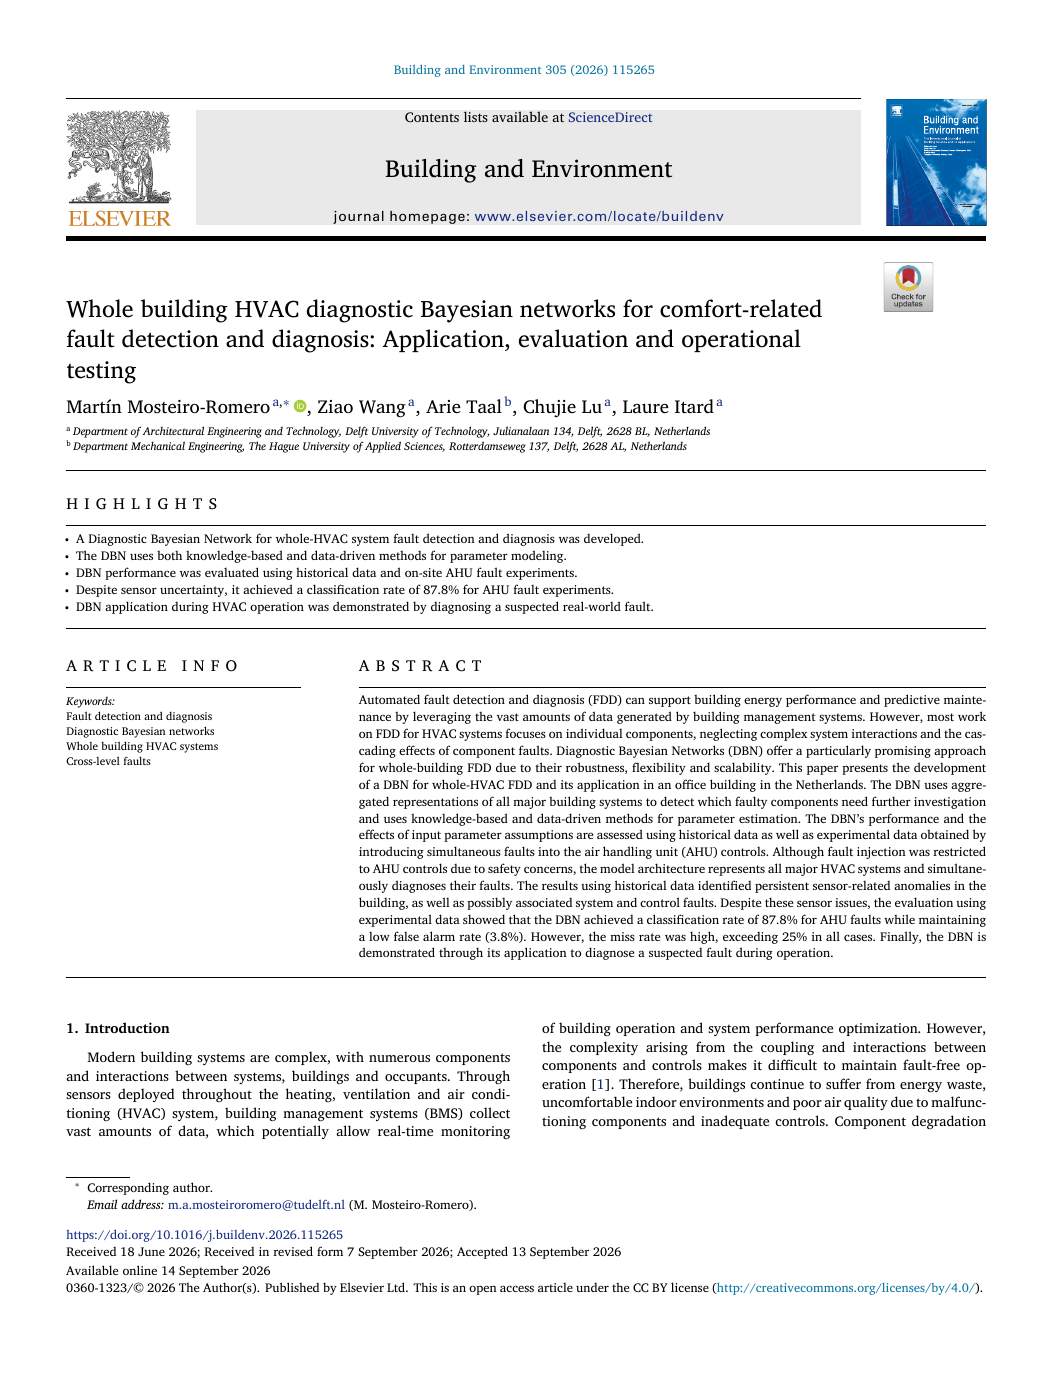 Building and Environment 305 (2026) 115265
Contents lists available at ScienceDirect
Building and Environment
journal homepage: www.elsevier.com/locate/buildenv
ELSEVIER
Building and
Environment
Check for
updates
Whole building HVAC diagnostic Bayesian networks for comfort-related
fault detection and diagnosis: Application, evaluation and operational
testing
Martín Mosteiro-Romero a,*, Ziao Wang a, Arie Taal b, Chujie Lu a, Laure Itard a
a Department of Architectural Engineering and Technology, Delft University of Technology, Julianalaan 134, Delft, 2628 BL, Netherlands
b Department Mechanical Engineering, The Hague University of Applied Sciences, Rotterdamseweg 137, Delft, 2628 AL, Netherlands
HIGHLIGHTS
• A Diagnostic Bayesian Network for whole-HVAC system fault detection and diagnosis was developed.
• The DBN uses both knowledge-based and data-driven methods for parameter modeling.
• DBN performance was evaluated using historical data and on-site AHU fault experiments.
• Despite sensor uncertainty, it achieved a classification rate of 87.8% for AHU fault experiments.
• DBN application during HVAC operation was demonstrated by diagnosing a suspected real-world fault.
ARTICLE INFO
Keywords:
Fault detection and diagnosis
Diagnostic Bayesian networks
Whole building HVAC systems
Cross-level faults
ABSTRACT
Automated fault detection and diagnosis (FDD) can support building energy performance and predictive mainte-
nance by leveraging the vast amounts of data generated by building management systems. However, most work
on FDD for HVAC systems focuses on individual components, neglecting complex system interactions and the cas-
cading effects of component faults. Diagnostic Bayesian Networks (DBN) offer a particularly promising approach
for whole-building FDD due to their robustness, flexibility and scalability. This paper presents the development
of a DBN for whole-HVAC FDD and its application in an office building in the Netherlands. The DBN uses aggre-
gated representations of all major building systems to detect which faulty components need further investigation
and uses knowledge-based and data-driven methods for parameter estimation. The DBN's performance and the
effects of input parameter assumptions are assessed using historical data as well as experimental data obtained by
introducing simultaneous faults into the air handling unit (AHU) controls. Although fault injection was restricted
to AHU controls due to safety concerns, the model architecture represents all major HVAC systems and simultane-
ously diagnoses their faults. The results using historical data identified persistent sensor-related anomalies in the
building, as well as possibly associated system and control faults. Despite these sensor issues, the evaluation using
experimental data showed that the DBN achieved a classification rate of 87.8% for AHU faults while maintaining
a low false alarm rate (3.8%). However, the miss rate was high, exceeding 25% in all cases. Finally, the DBN is
demonstrated through its application to diagnose a suspected fault during operation.
1. Introduction
Modern building systems are complex, with numerous components
and interactions between systems, buildings and occupants. Through
sensors deployed throughout the heating, ventilation and air condi-
tioning (HVAC) system, building management systems (BMS) collect
vast amounts of data, which potentially allow real-time monitoring
of building operation and system performance optimization. However,
the complexity arising from the coupling and interactions between
components and controls makes it difficult to maintain fault-free op-
eration [1]. Therefore, buildings continue to suffer from energy waste,
uncomfortable indoor environments and poor air quality due to malfunc-
tioning components and inadequate controls. Component degradation
* Corresponding author.
Email address: m.a.mosteiroromero@tudelft.nl (M. Mosteiro-Romero).
https://doi.org/10.1016/j.buildenv.2026.115265
Received 18 June 2026; Received in revised form 7 September 2026; Accepted 13 September 2026
Available online 14 September 2026
0360-1323/© 2026 The Author(s). Published by Elsevier Ltd. This is an open access article under the CC BY license (http://creativecommons.org/licenses/by/4.0/).